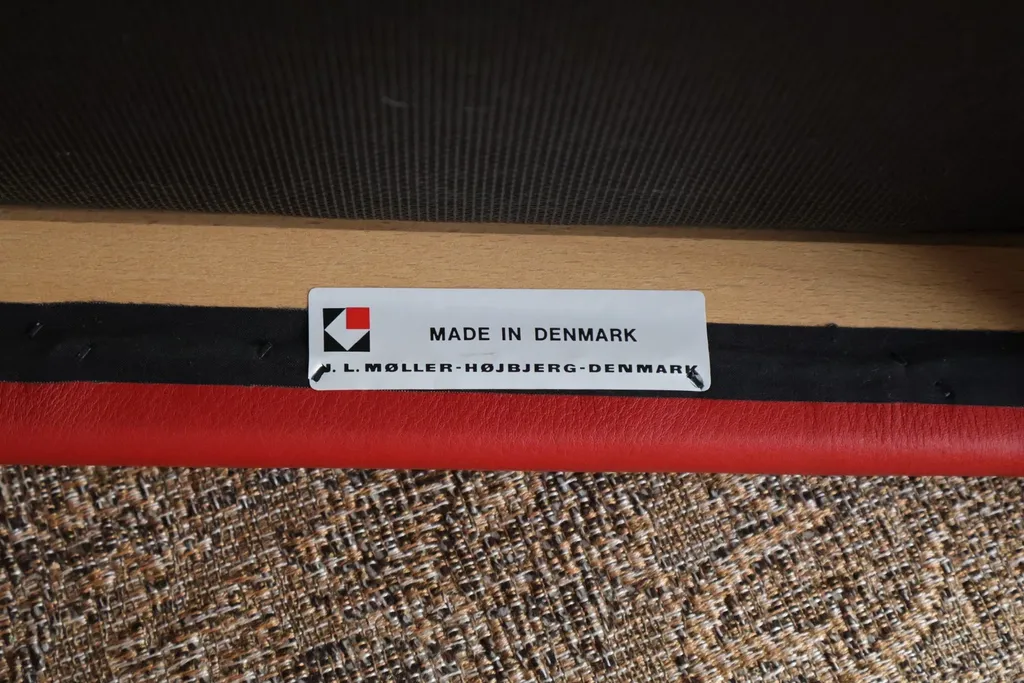 MADE IN DENMARK
J. L. MØLLER-HØJBJERG-DENMARK